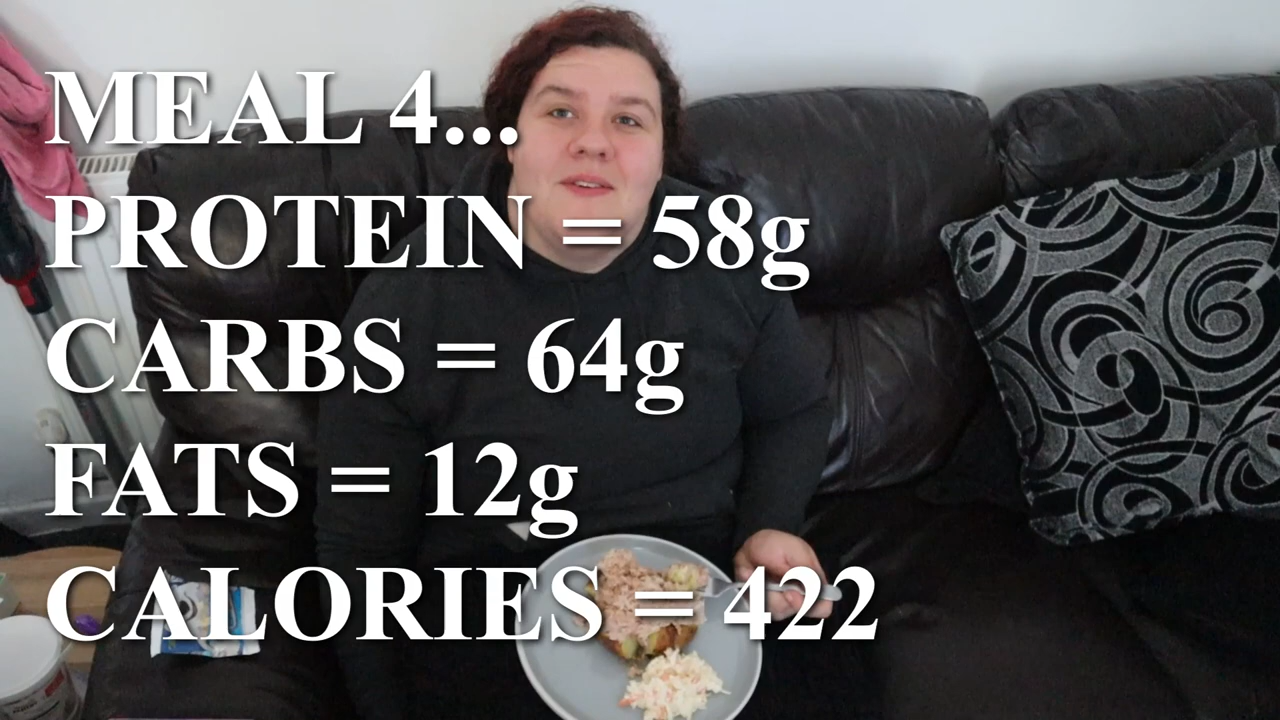 MEAL 4...
PROTEIN = 58g
CARBS = 64g
FATS = 12g
CALORIES = 422